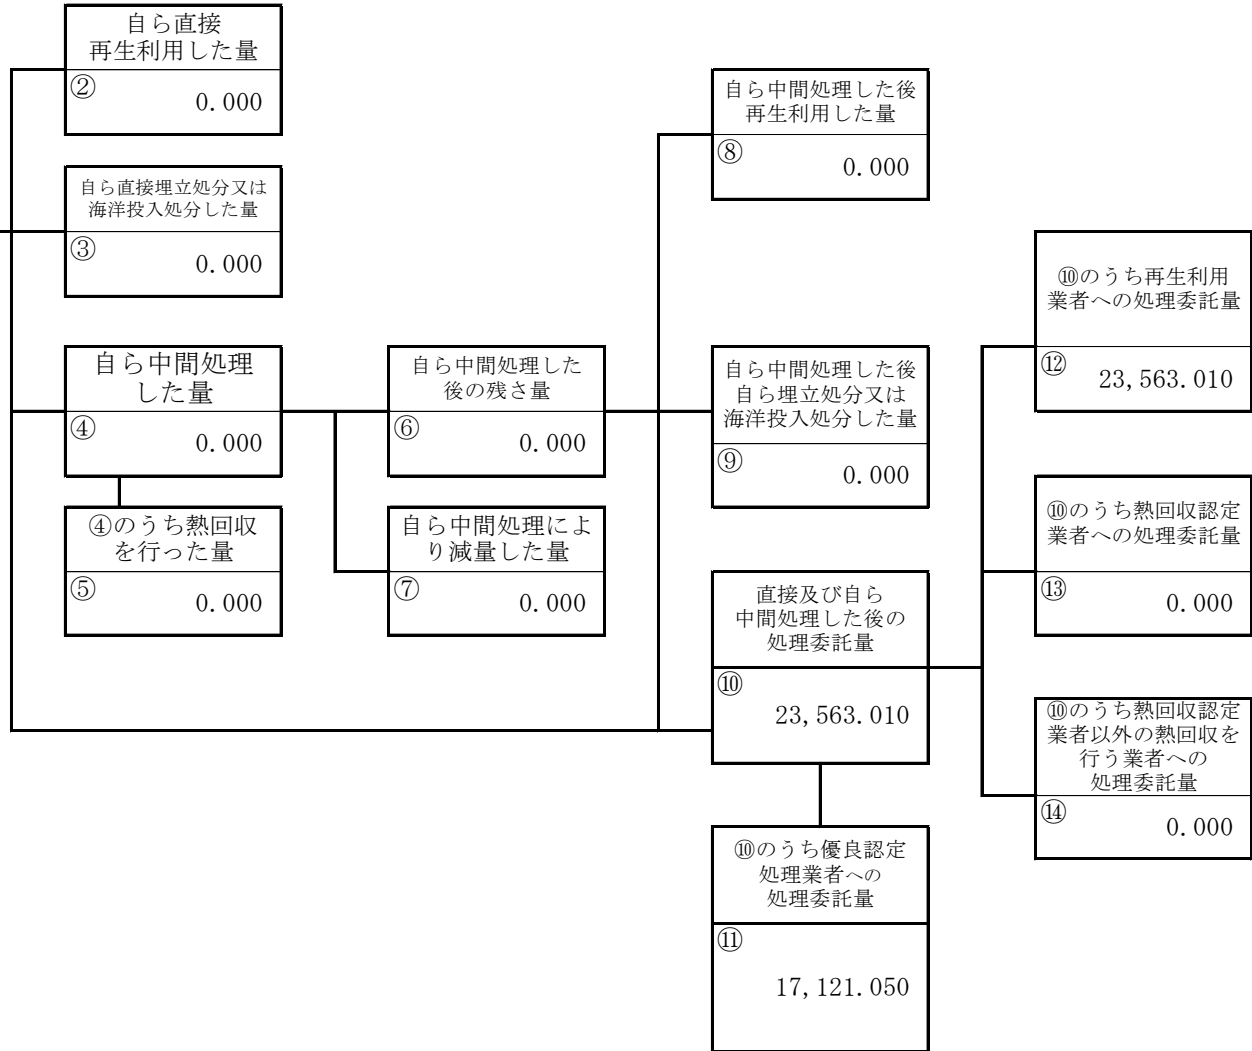 自ら直接
再生利用した量
②
0.000
自ら直接埋立処分又は
海洋投入処分した量
③
0.000
自ら中間処理
した量
④
0.000
④のうち熱回収
を行った量
⑤
0.000
自ら中間処理した
後の残さ量
⑥
0.000
自ら中間処理によ
り減量した量
⑦
0.000
自ら中間処理した後
再生利用した量
⑧
0.000
自ら中間処理した後
自ら埋立処分又は
海洋投入処分した量
⑨
0.000
直接及び自ら
中間処理した後の
処理委託量
⑩
23,563.010
⑩のうち優良認定
処理業者への
処理委託量
⑪
17,121.050
⑩のうち再生利用
業者への処理委託量
⑫
23,563.010
⑩のうち熱回収認定
業者への処理委託量
⑬
0.000
⑩のうち熱回収認定
業者以外の熱回収を
行う業者への
処理委託量
⑭
0.000